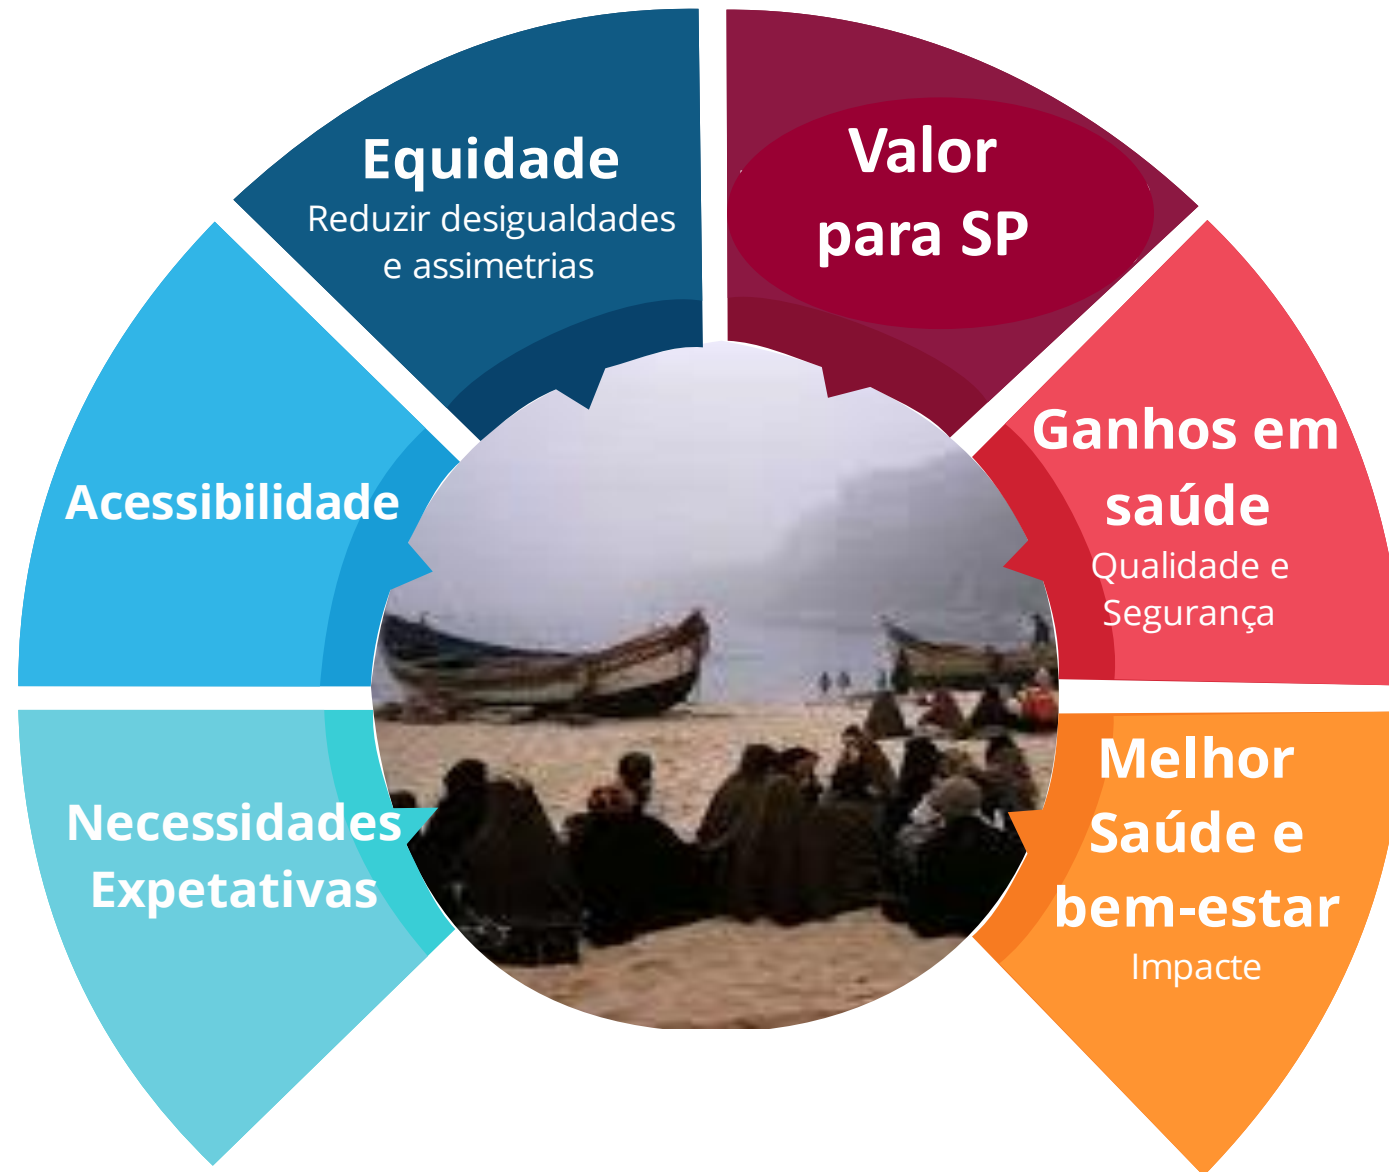 Equidade
Reduzir desigualdades
e assimetrias
Valor
para SP
Acessibilidade
Ganhos em
saúde
Qualidade e
Segurança
Necessidades
Expetativas
Melhor
Saúde e
bem-estar
Impacte